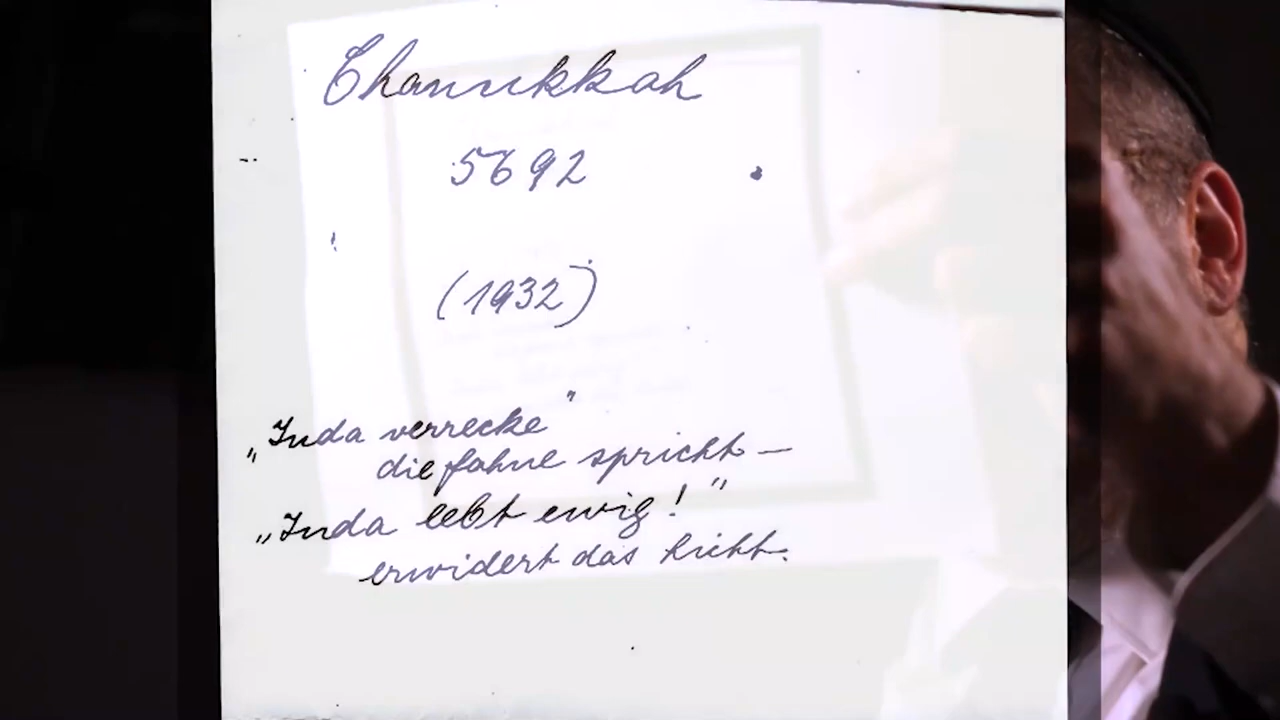 Chanukkah
5692
(1932)
„Juda verrecke"
die Fahne spricht –
„Juda lebt ewig!"
erwidert das Licht.